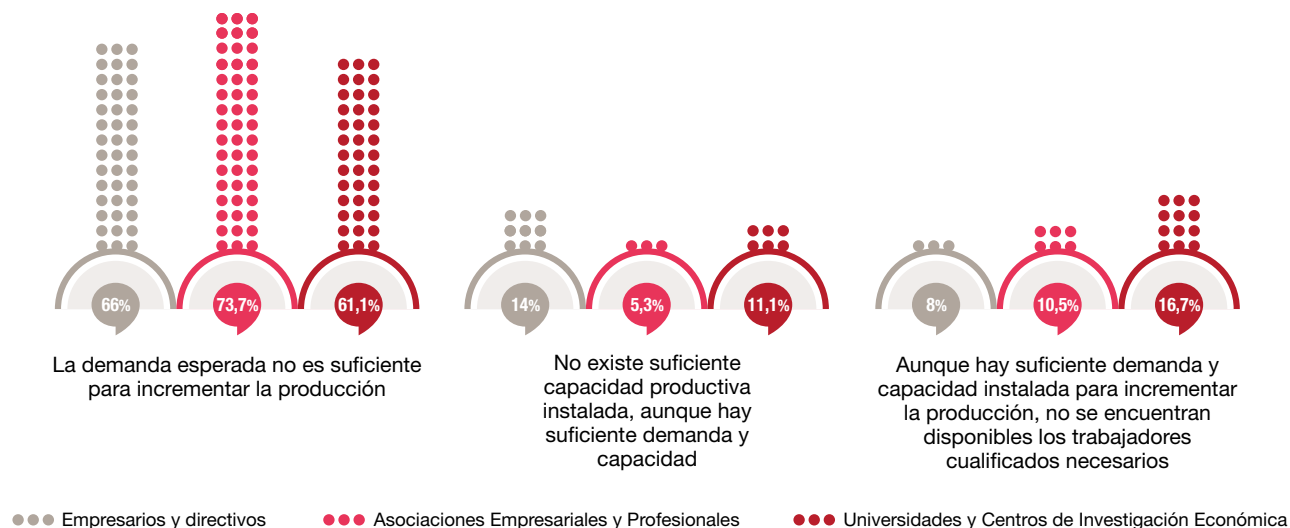 66%
73,7%
61,1%
14%
5,3%
11,1%
8%
10,5%
16,7%
La demanda esperada no es suficiente
para incrementar la producción
No existe suficiente
capacidad productiva
instalada, aunque hay
suficiente demanda y
capacidad
Aunque hay suficiente demanda y
capacidad instalada para incrementar
la producción, no se encuentran
disponibles los trabajadores
cualificados necesarios
Empresarios y directivos
Asociaciones Empresariales y Profesionales
Universidades y Centros de Investigación Económica